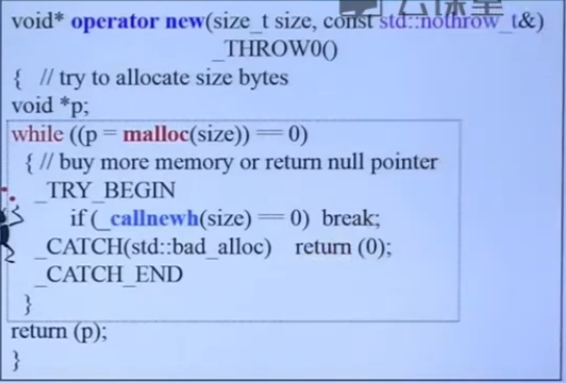 void* operator new(size_t size, const std::nothrow_t&)
_THROW0()
{ // try to allocate size bytes
void *p;
while ((p = malloc(size)) == 0)
{ // buy more memory or return null pointer
_TRY_BEGIN
if (_callnewh(size) == 0) break;
_CATCH(std::bad_alloc) return (0);
_CATCH_END
}
return (p);
}